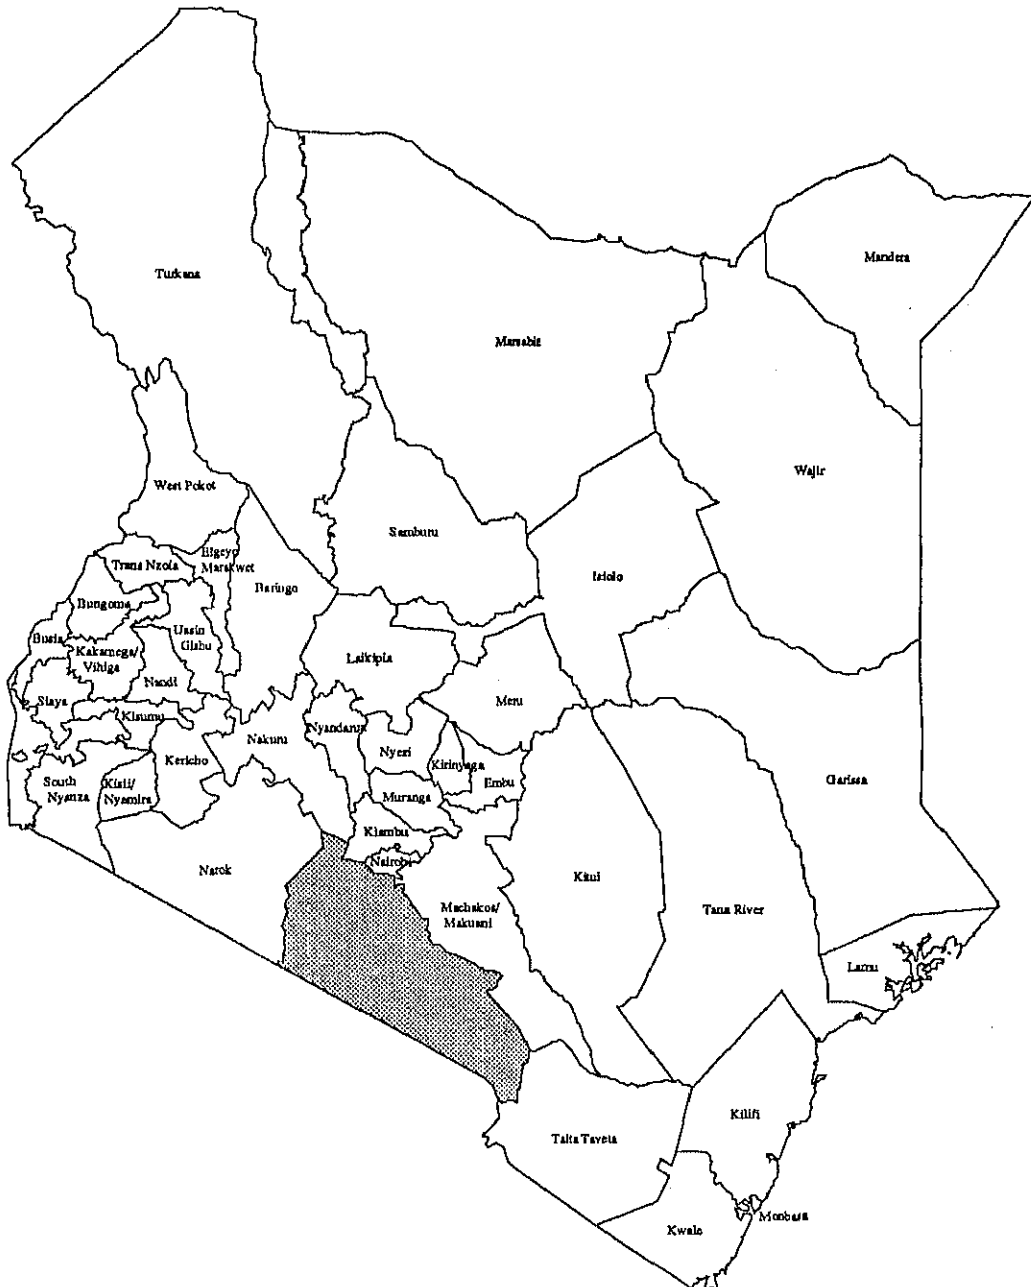 Turkana
Mandera
Marsabit
Wajir
West Pokot
Samburu
Elgeyo
Marakwet
Trans Nzoia
Isiolo
Baringo
Bungoma
Uasin
Gishu
Busia
Kakamega/
Vihiga
Laikipia
Nandi
Siaya
Meru
Kisumu
Nyandarua
Nakuru
Nyeri
Kericho
Kirinyaga
Garissa
South
Nyanza
Kisii/
Nyamira
Embu
Muranga
Kiambu
Nairobi
Narok
Kitui
Machakos/
Makueni
Tana River
Lamu
Kilifi
Taita Taveta
Mombasa
Kwale